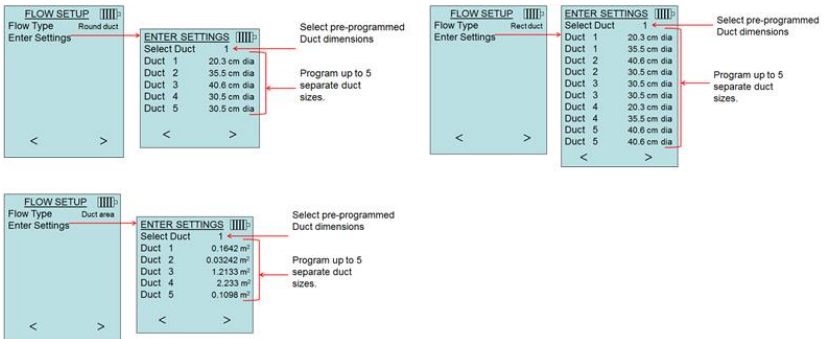 FLOW SETUP
Flow Type Round duct
Enter Settings
ENTER SETTINGS
Select Duct 1
Duct 1 20.3 cm dia
Duct 2 35.5 cm dia
Duct 3 40.6 cm dia
Duct 4 30.5 cm dia
Duct 5 30.5 cm dia
< >
< >
Select pre-programmed
Duct dimensions
Program up to 5
separate duct
sizes.
FLOW SETUP
Flow Type Rect duct
Enter Settings
< >
ENTER SETTINGS
Select Duct 1
Duct 1 20.3 cm dia
Duct 1 35.5 cm dia
Duct 2 40.6 cm dia
Duct 2 30.5 cm dia
Duct 3 30.5 cm dia
Duct 3 30.5 cm dia
Duct 4 20.3 cm dia
Duct 4 35.5 cm dia
Duct 5 40.6 cm dia
Duct 5 40.6 cm dia
< >
Select pre-programmed
Duct dimensions
Program up to 5
separate duct
sizes.
FLOW SETUP
Flow Type Duct area
Enter Settings
< >
ENTER SETTINGS
Select Duct 1
Duct 1 0.1642 m²
Duct 2 0.03242 m²
Duct 3 1.2133 m²
Duct 4 2.233 m²
Duct 5 0.1098 m²
< >
Select pre-programmed
Duct dimensions
Program up to 5
separate duct
sizes.